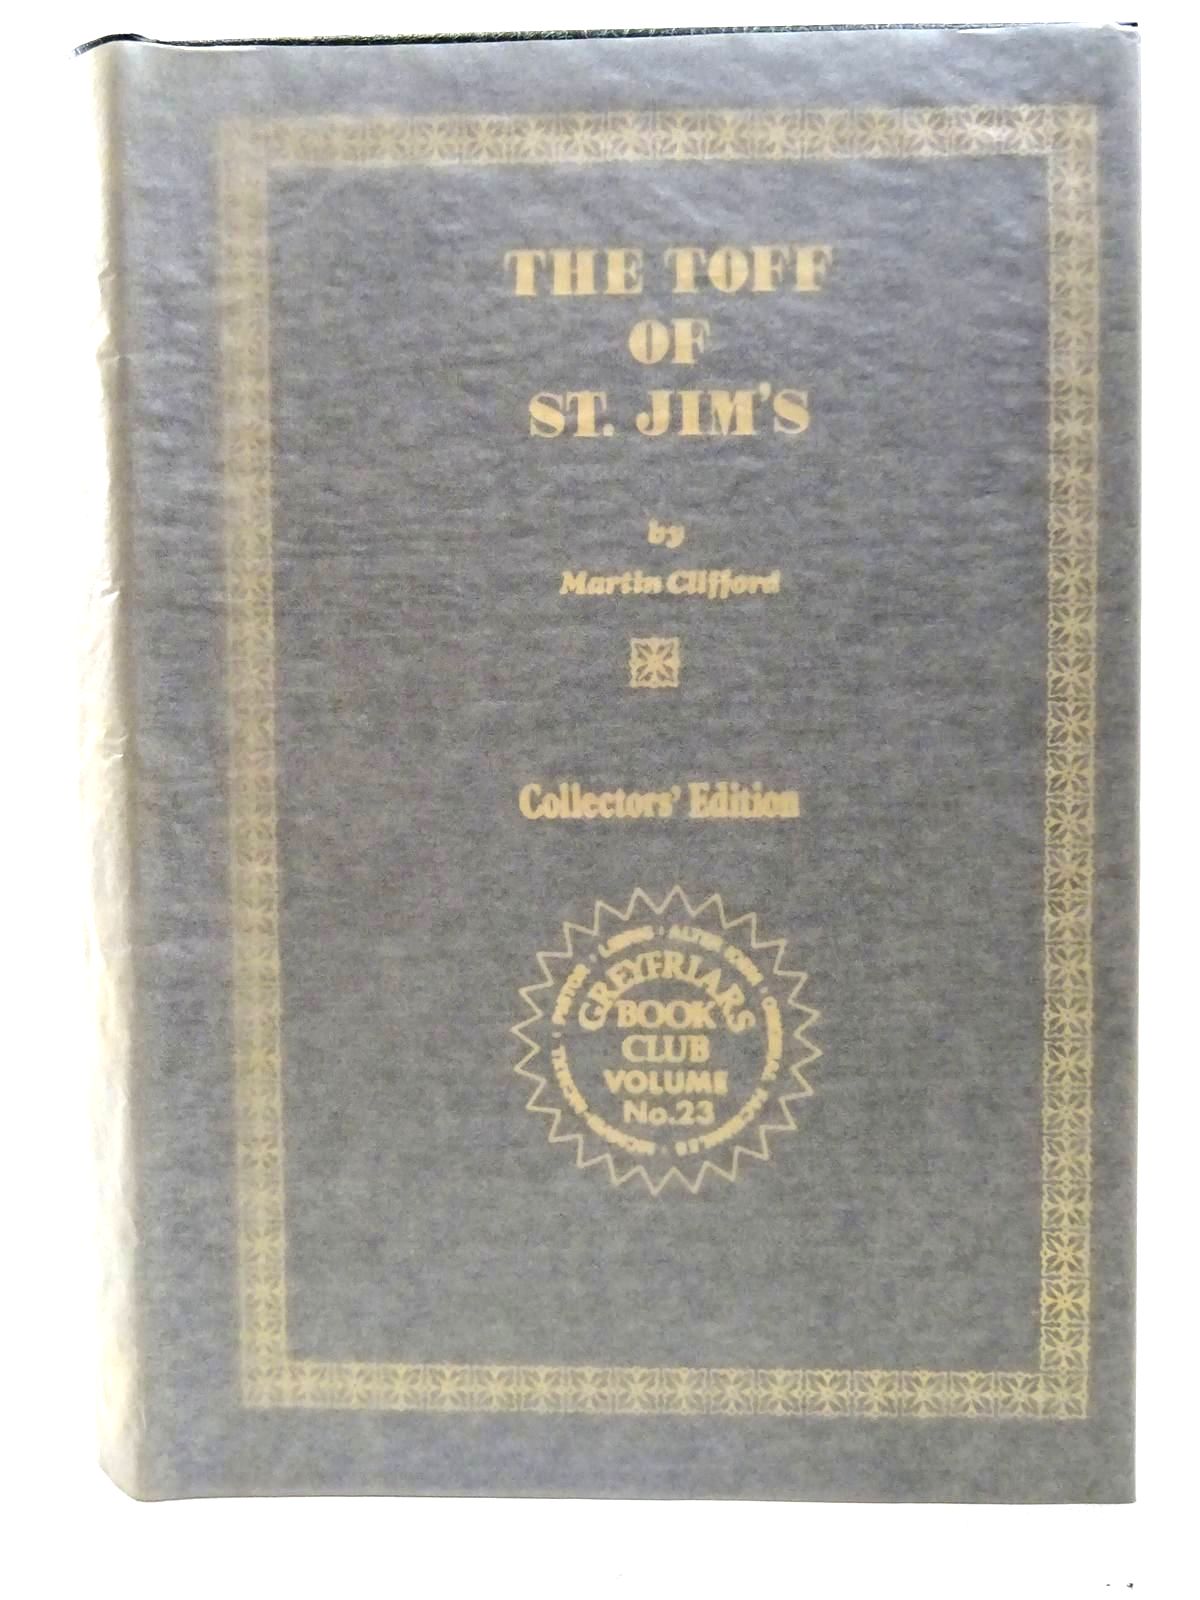 THE TOFF
OF
ST. JIM'S
by
Martin Clifford
Collectors' Edition
GREYFRIARS
BOOK
CLUB
VOLUME
No.23